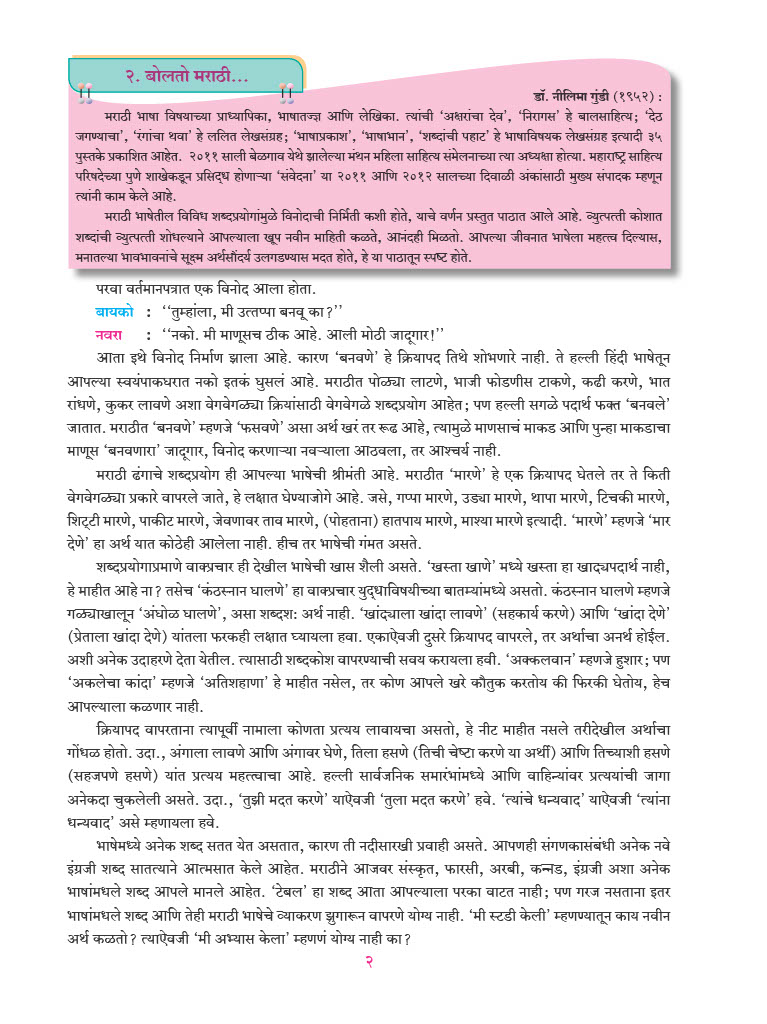 २. बोलतो मराठी...
डॉ. नीलिमा गुंडी (१९५२) :
मराठी भाषा विषयाच्या प्राध्यापिका, भाषातज्ज्ञ आणि लेखिका. त्यांची ‘अक्षरांचा देव’, ‘निरागस’ हे बालसाहित्य; ‘देठ
जगण्याचा’, ‘रंगांचा थवा’ हे ललित लेखसंग्रह; ‘भाषाप्रकाश’, ‘भाषाभान’, ‘शब्दांची पहाट’ हे भाषाविषयक लेखसंग्रह इत्यादी ३५
पुस्तके प्रकाशित आहेत. २०११ साली बेळगाव येथे झालेल्या मंथन महिला साहित्य संमेलनाच्या त्या अध्यक्षा होत्या. महाराष्ट्र साहित्य
परिषदेच्या पुणे शाखेकडून प्रसिद्ध होणाऱ्या ‘संवेदना’ या २०११ आणि २०१२ सालच्या दिवाळी अंकांसाठी मुख्य संपादक म्हणून
त्यांनी काम केले आहे.
मराठी भाषेतील विविध शब्दप्रयोगांमुळे विनोदाची निर्मिती कशी होते, याचे वर्णन प्रस्तुत पाठात आले आहे. व्युत्पत्ती कोशात
शब्दांची व्युत्पत्ती शोधल्याने आपल्याला खूप नवीन माहिती कळते, आनंदही मिळतो. आपल्या जीवनात भाषेला महत्त्व दिल्यास,
मनातल्या भावभावनांचे सूक्ष्म अर्थसौंदर्य उलगडण्यास मदत होते, हे या पाठातून स्पष्ट होते.
परवा वर्तमानपत्रात एक विनोद आला होता.
बायको : ‘‘तुम्हांला, मी उत्तप्पा बनवू का?’’
नवरा : ‘‘नको. मी माणूसच ठीक आहे. आली मोठी जादूगार!’’
आता इथे विनोद निर्माण झाला आहे. कारण ‘बनवणे’ हे क्रियापद तिथे शोभणारे नाही. ते हल्ली हिंदी भाषेतून
आपल्या स्वयंपाकघरात नको इतकं घुसलं आहे. मराठीत पोळ्या लाटणे, भाजी फोडणीस टाकणे, कढी करणे, भात
रांधणे, कुकर लावणे अशा वेगवेगळ्या क्रियांसाठी वेगवेगळे शब्दप्रयोग आहेत; पण हल्ली सगळे पदार्थ फक्त ‘बनवले’
जातात. मराठीत ‘बनवणे’ म्हणजे ‘फसवणे’ असा अर्थ खरं तर रूढ आहे, त्यामुळे माणसाचं माकड आणि पुन्हा माकडाचा
माणूस ‘बनवणारा’ जादूगार, विनोद करणाऱ्या नवऱ्याला आठवला, तर आश्चर्य नाही.
मराठी ढंगाचे शब्दप्रयोग ही आपल्या भाषेची श्रीमंती आहे. मराठीत ‘मारणे’ हे एक क्रियापद घेतले तर ते किती
वेगवेगळ्या प्रकारे वापरले जाते, हे लक्षात घेण्याजोगे आहे. जसे, गप्पा मारणे, उड्या मारणे, थापा मारणे, टिचकी मारणे,
शिट्टी मारणे, पाकीट मारणे, जेवणावर ताव मारणे, (पोहताना) हातपाय मारणे, माश्या मारणे इत्यादी. ‘मारणे’ म्हणजे ‘मार
देणे’ हा अर्थ यात कोठेही आलेला नाही. हीच तर भाषेची गंमत असते.
शब्दप्रयोगाप्रमाणे वाक्प्रचार ही देखील भाषेची खास शैली असते. ‘खस्ता खाणे’ मध्ये खस्ता हा खाद्यपदार्थ नाही,
हे माहीत आहे ना? तसेच ‘कंठस्नान घालणे’ हा वाक्प्रचार युद्धाविषयीच्या बातम्यांमध्ये असतो. कंठस्नान घालणे म्हणजे
गळ्याखालून ‘अंघोळ घालणे’, असा शब्दशः अर्थ नाही. ‘खांद्याला खांदा लावणे’ (सहकार्य करणे) आणि ‘खांदा देणे’
(प्रेताला खांदा देणे) यांतला फरकही लक्षात घ्यायला हवा. एकाऐवजी दुसरे क्रियापद वापरले, तर अर्थाचा अनर्थ होईल.
अशी अनेक उदाहरणे देता येतील. त्यासाठी शब्दकोश वापरण्याची सवय करायला हवी. ‘अक्कलवान’ म्हणजे हुशार; पण
‘अकलेचा कांदा’ म्हणजे ‘अतिशहाणा’ हे माहीत नसेल, तर कोण आपले खरे कौतुक करतोय की फिरकी घेतोय, हेच
आपल्याला कळणार नाही.
क्रियापद वापरताना त्यापूर्वी नामाला कोणता प्रत्यय लावायचा असतो, हे नीट माहीत नसले तरीदेखील अर्थाचा
गोंधळ होतो. उदा., अंगाला लावणे आणि अंगावर घेणे, तिला हसणे (तिची चेष्टा करणे या अर्थी) आणि तिच्याशी हसणे
(सहजपणे हसणे) यांत प्रत्यय महत्त्वाचा आहे. हल्ली सार्वजनिक समारंभांमध्ये आणि वाहिन्यांवर प्रत्ययांची जागा
अनेकदा चुकलेली असते. उदा., ‘तुझी मदत करणे’ याऐवजी ‘तुला मदत करणे’ हवे. ‘त्यांचे धन्यवाद’ याऐवजी ‘त्यांना
धन्यवाद’ असे म्हणायला हवे.
भाषेमध्ये अनेक शब्द सतत येत असतात, कारण ती नदीसारखी प्रवाही असते. आपणही संगणकासंबंधी अनेक नवे
इंग्रजी शब्द सातत्याने आत्मसात केले आहेत. मराठीने आजवर संस्कृत, फारसी, अरबी, कन्नड, इंग्रजी अशा अनेक
भाषांमधले शब्द आपले मानले आहेत. ‘टेबल’ हा शब्द आता आपल्याला परका वाटत नाही; पण गरज नसताना इतर
भाषांमधले शब्द आणि तेही मराठी भाषेचे व्याकरण झुगारून वापरणे योग्य नाही. ‘मी स्टडी केली’ म्हणण्यातून काय नवीन
अर्थ कळतो? त्याऐवजी ‘मी अभ्यास केला’ म्हणणं योग्य नाही का?
२